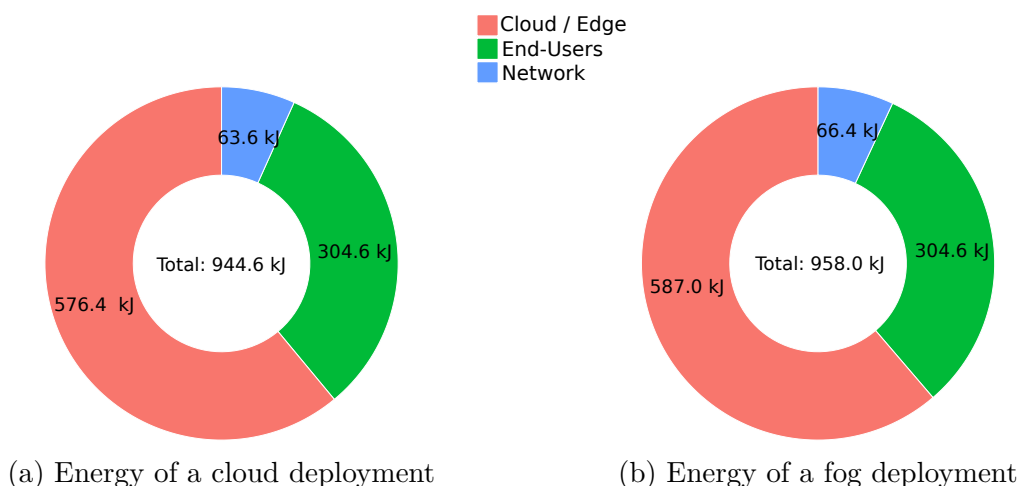 Cloud / Edge
End-Users
Network
63.6 kJ
304.6 kJ
Total: 944.6 kJ
576.4 kJ
66.4 kJ
304.6 kJ
Total: 958.0 kJ
587.0 kJ
(a) Energy of a cloud deployment
(b) Energy of a fog deployment